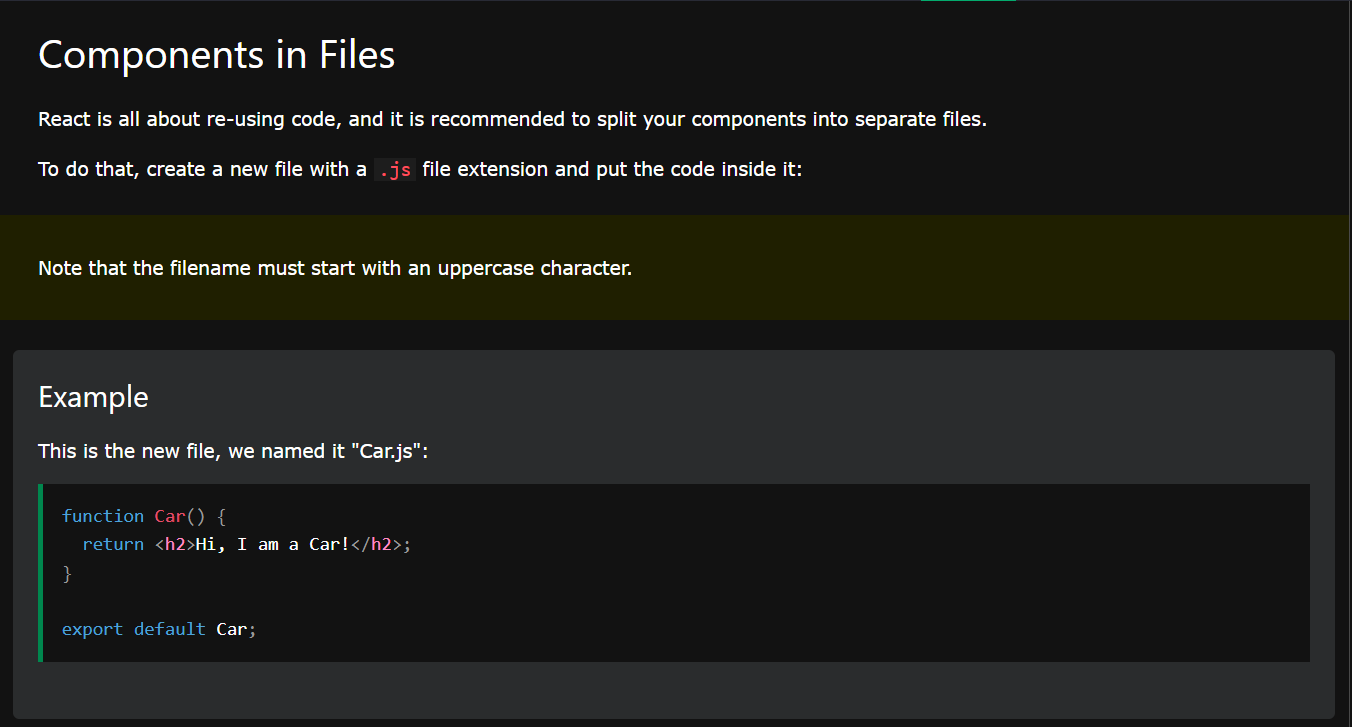 Components in Files
React is all about re-using code, and it is recommended to split your components into separate files.
To do that, create a new file with a .js file extension and put the code inside it:
Note that the filename must start with an uppercase character.
Example
This is the new file, we named it "Car.js":
function Car() {
  return <h2>Hi, I am a Car!</h2>;
}
export default Car;